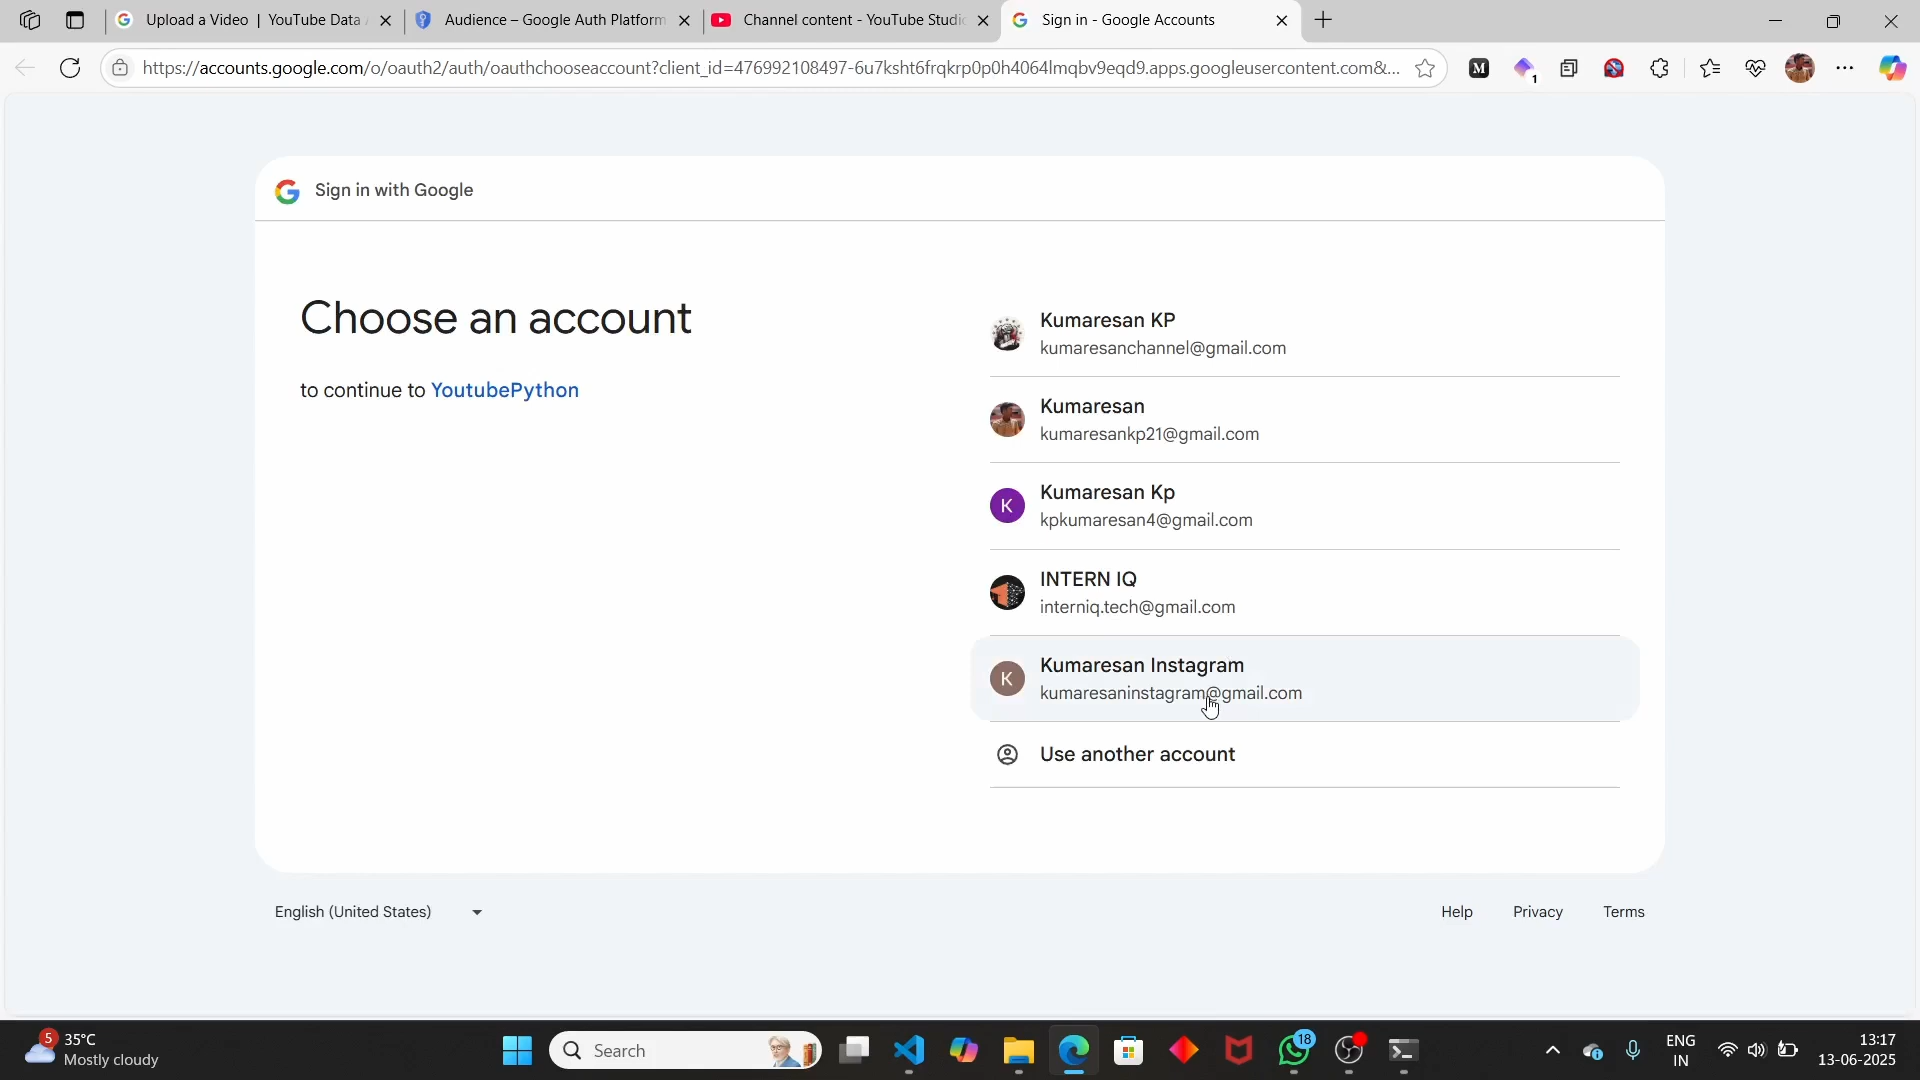 Upload a Video | YouTube Data
Audience – Google Auth Platform
Channel content - YouTube Studio
Sign in - Google Accounts
https://accounts.google.com/o/oauth2/auth/oauthchooseaccount?client_id=476992108497-6u7ksht6frqkrp0p0h4064lmqbv9eqd9.apps.googleusercontent.com&...
M
1
Sign in with Google
Choose an account
to continue to YoutubePython
Kumaresan KP
kumaresanchannel@gmail.com
Kumaresan
kumaresankp21@gmail.com
K
Kumaresan Kp
kpkumaresan4@gmail.com
INTERN IQ
interniq.tech@gmail.com
K
Kumaresan Instagram
kumaresaninstagram@gmail.com
Use another account
English (United States)
Help
Privacy
Terms
5
35°C
Mostly cloudy
Search
18
ENG
IN
13:17
13-06-2025